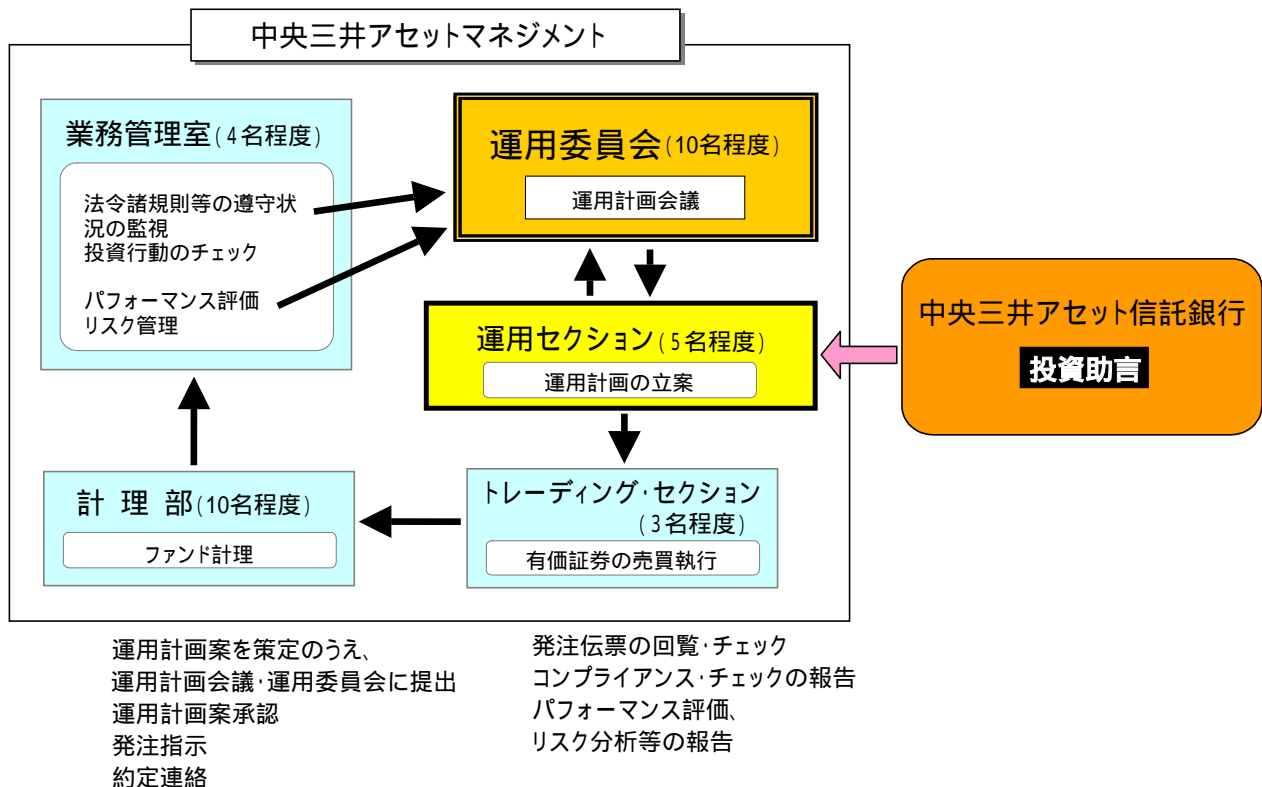 中央三井アセットマネジメント
業務管理室(4名程度)
法令諸規則等の遵守状
況の監視
投資行動のチェック
パフォーマンス評価
リスク管理
運用委員会(10名程度)
運用計画会議
運用セクション(5名程度)
運用計画の立案
中央三井アセット信託銀行
投資助言
計 理 部(10名程度)
ファンド計理
トレーディング・セクション
(3名程度)
有価証券の売買執行
運用計画案を策定のうえ、
運用計画会議・運用委員会に提出
運用計画案承認
発注指示
約定連絡
発注伝票の回覧・チェック
コンプライアンス・チェックの報告
パフォーマンス評価、
リスク分析等の報告